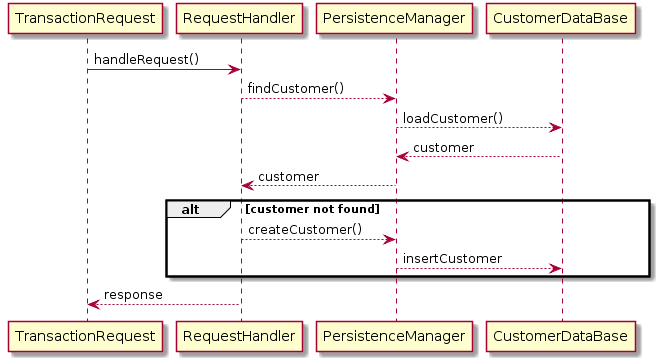 TransactionRequest RequestHandler PersistenceManager CustomerDataBase
handleRequest()
findCustomer()
loadCustomer()
customer
customer
alt [customer not found]
createCustomer()
insertCustomer
response
TransactionRequest RequestHandler PersistenceManager CustomerDataBase